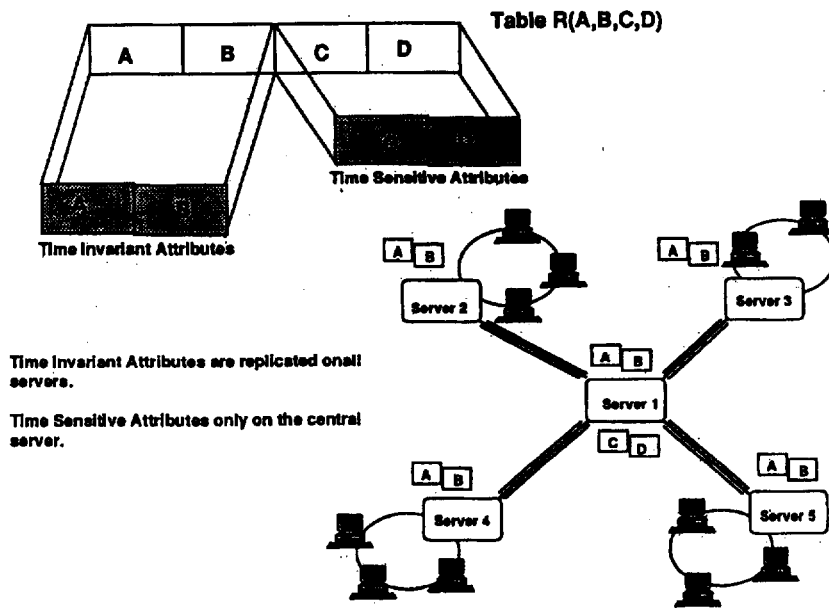 Table R(A,B,C,D)
A B C D
Time Sensitive Attributes
A B
Time Invariant Attributes
A B
Server 2
A B
Server 3
Time Invariant Attributes are replicated onall
servers.
Time Sensitive Attributes only on the central
server.
A B
Server 1
C D
A B
Server 4
A B
Server 5